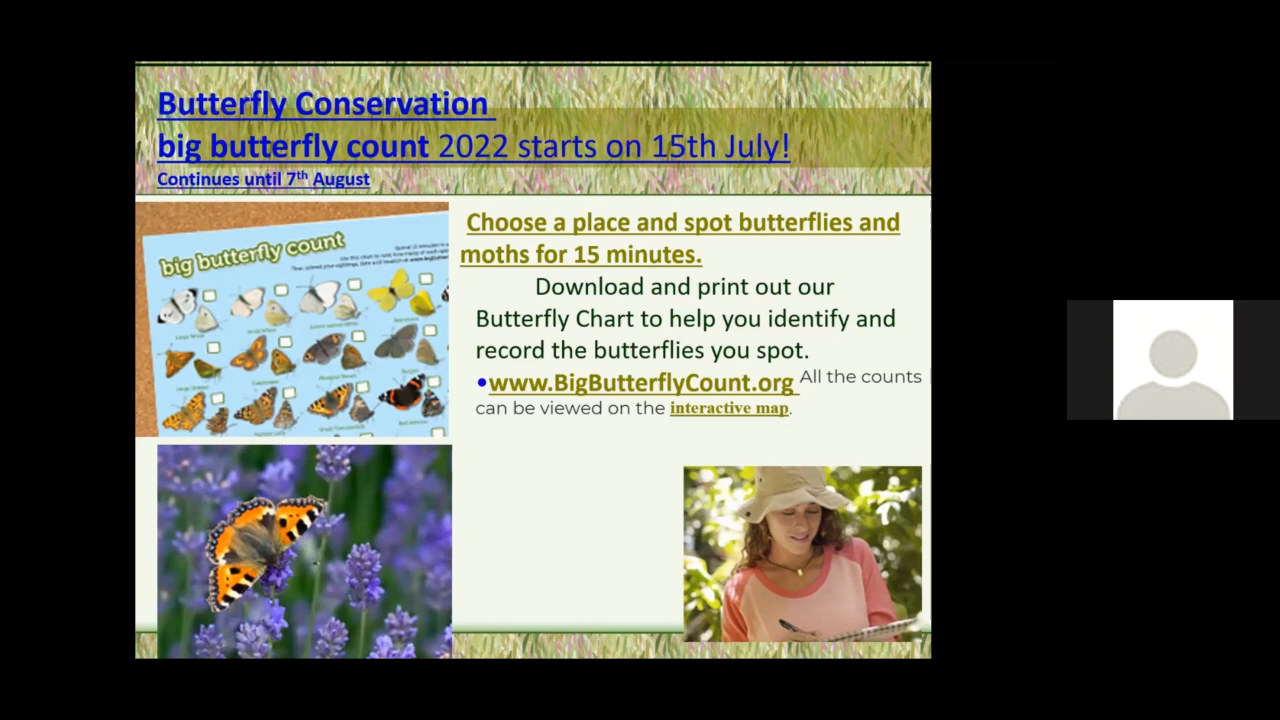 Butterfly Conservation
big butterfly count 2022 starts on 15th July!
Continues until 7th August
big butterfly count
Choose a place and spot butterflies and
moths for 15 minutes.
Download and print out our
Butterfly Chart to help you identify and
record the butterflies you spot.
•www.BigButterflyCount.org All the counts
can be viewed on the interactive map.